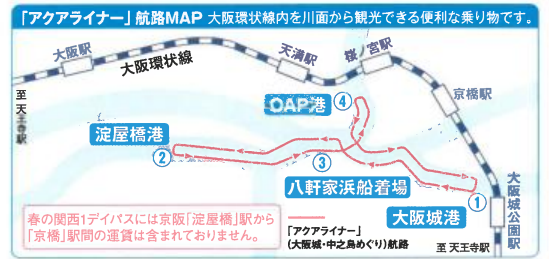 「アクアライナー」航路MAP 大阪環状線内を川面から観光できる便利な乗り物です。
大阪駅
大阪環状線
天満駅
桜ノ宮駅
京橋駅
至 天王寺駅
OAP港
④
淀屋橋港
②
③
八軒家浜船着場
大阪城港
①
大阪城公園駅
春の関西1デイパスには京阪「淀屋橋」駅から
「京橋」駅間の運賃は含まれておりません。
「アクアライナー」
(大阪城・中之島めぐり)航路
至 天王寺駅